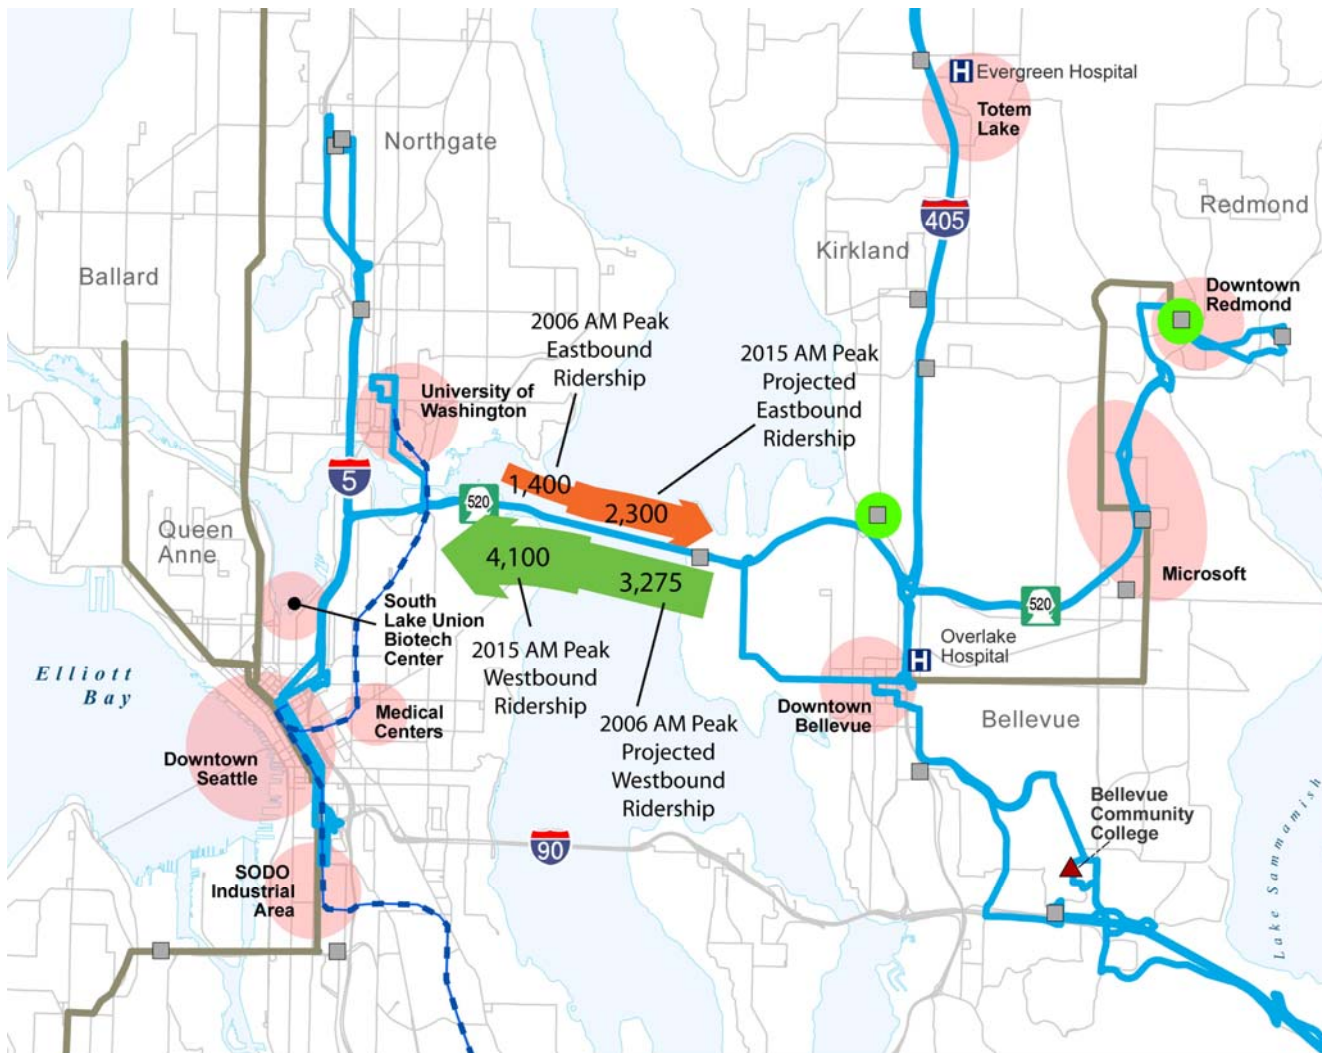 Evergreen Hospital
Totem
Lake
Northgate
405
Redmond
Kirkland
Ballard
Downtown
Redmond
2006 AM Peak
Eastbound
Ridership
2015 AM Peak
Projected
Eastbound
Ridership
University of
Washington
5
520
1,400
2,300
Queen
Anne
4,100
3,275
Microsoft
520
South
Lake Union
Biotech
Center
Overlake
Hospital
2015 AM Peak
Westbound
Ridership
Elliott
Bay
Medical
Centers
Downtown
Bellevue
Bellevue
2006 AM Peak
Projected
Westbound
Ridership
Downtown
Seattle
Bellevue
Community
College
90
SODO
Industrial
Area
Lake Sammamish
H
H